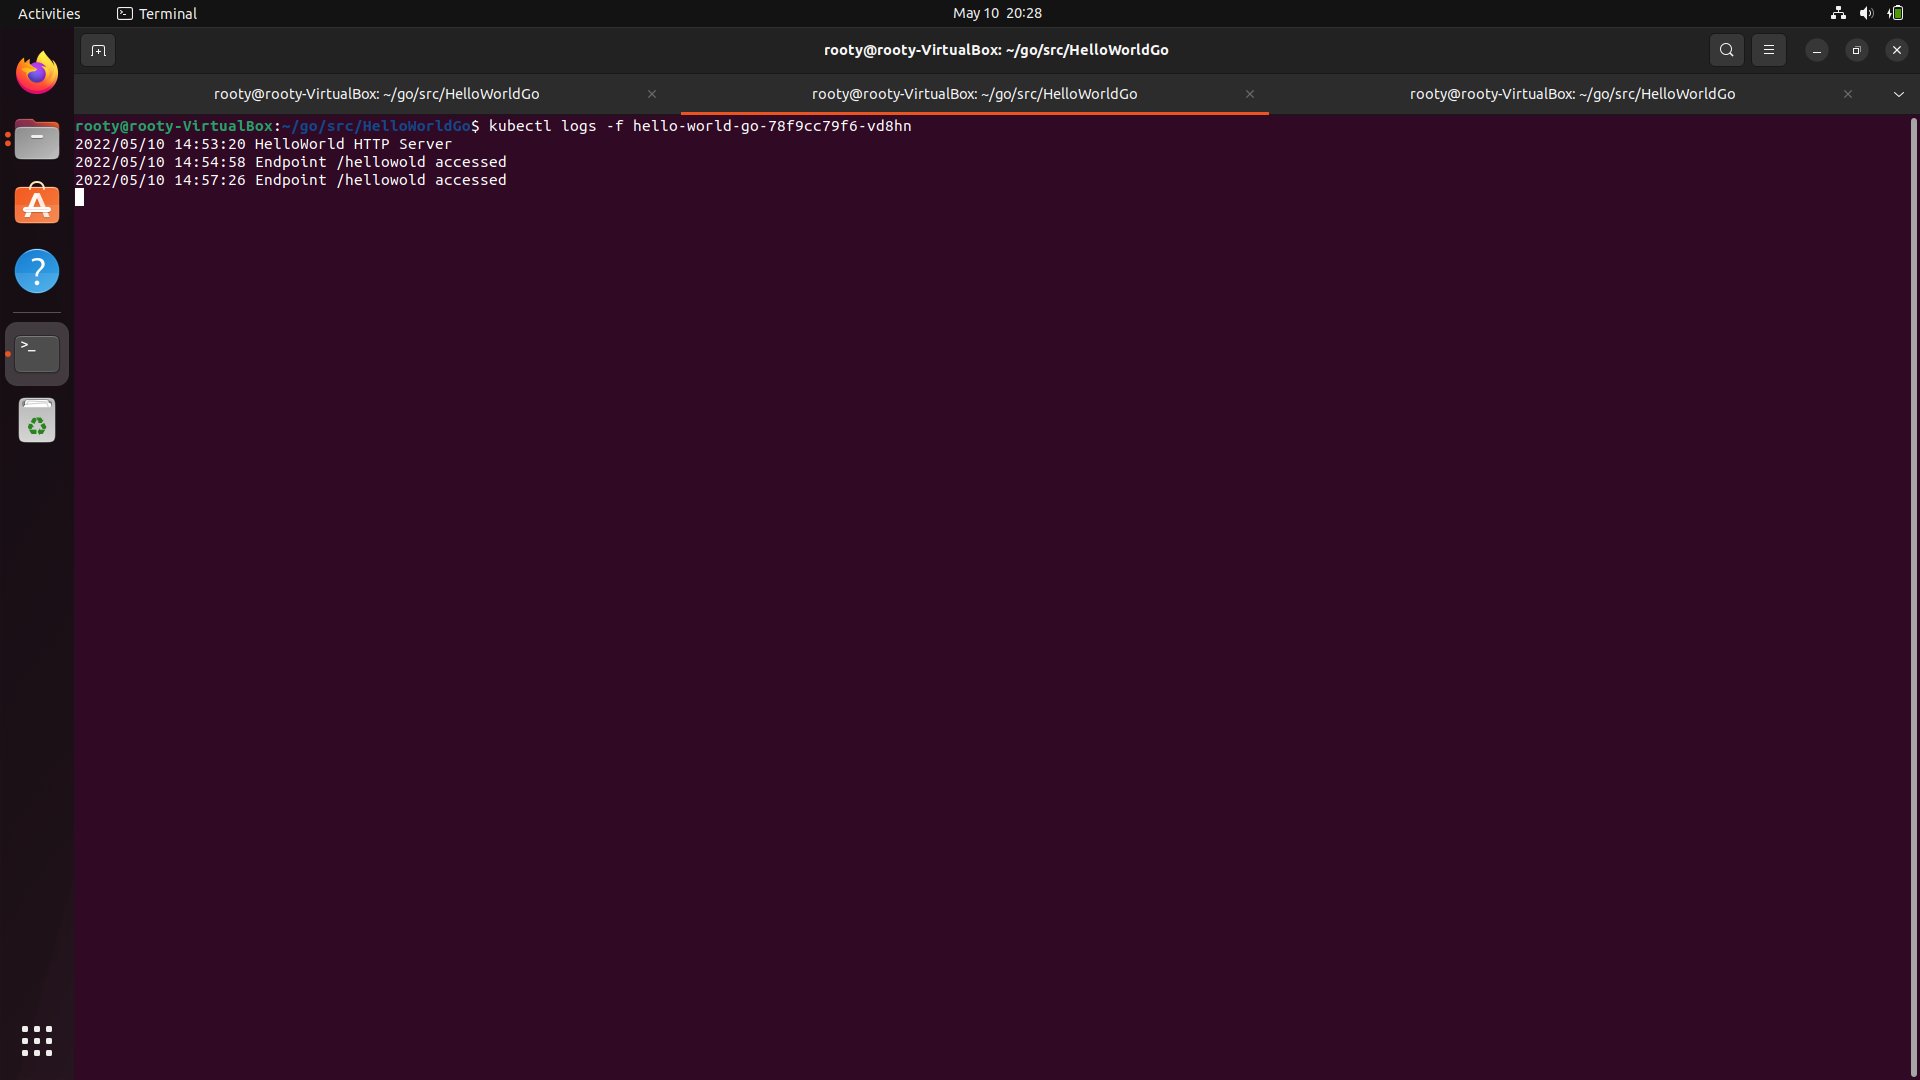 Activities Terminal May 10 20:28
rooty@rooty-VirtualBox: ~/go/src/HelloWorldGo
rooty@rooty-VirtualBox: ~/go/src/HelloWorldGo rooty@rooty-VirtualBox: ~/go/src/HelloWorldGo rooty@rooty-VirtualBox: ~/go/src/HelloWorldGo
rooty@rooty-VirtualBox:~/go/src/HelloWorldGo$ kubectl logs -f hello-world-go-78f9cc79f6-vd8hn
2022/05/10 14:53:20 HelloWorld HTTP Server
2022/05/10 14:54:58 Endpoint /hellowold accessed
2022/05/10 14:57:26 Endpoint /hellowold accessed